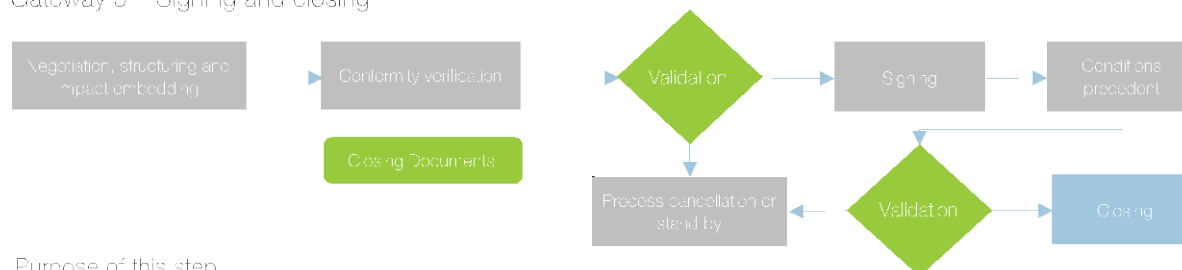 Gateway 5 – Signing and closing
Negotiation, structuring and
impact embedding
Conformity verification
Validation
Signing
Conditions
precedent
Closing Documents
Process cancellation or
stand by
Validation
Closing
Purpose of this step